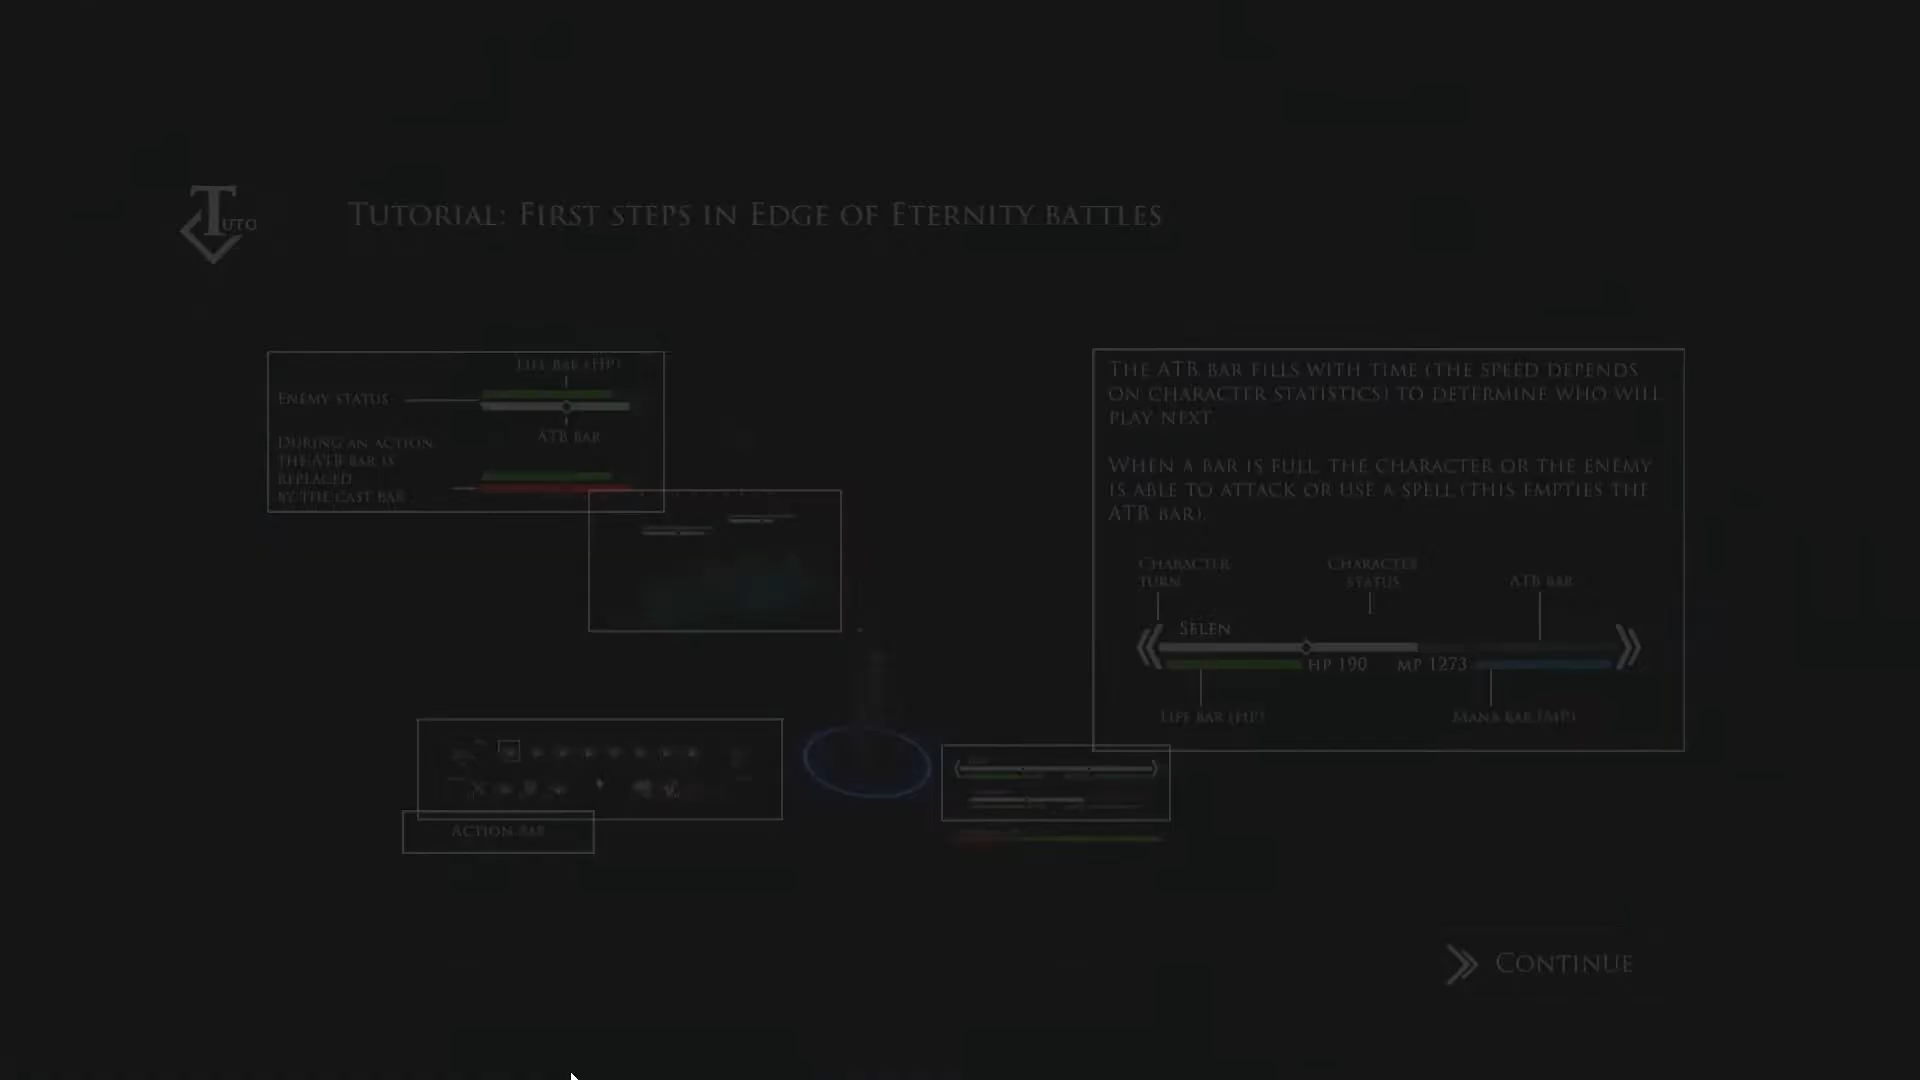 Tuto
Tutorial: First steps in Edge of Eternity battles
Life bar (HP)
Enemy status
ATB bar
During an action,
the ATB bar is
replaced
by the cast bar
The ATB bar fills with time (the speed depends
on character statistics) to determine who will
play next.
When a bar is full, the character or the enemy
is able to attack or use a spell (this empties the
ATB bar).
Character
turn
Character
status
ATB bar
Selen
HP 190 MP 1273
Life bar (HP)
Mana bar (MP)
Action bar
Continue